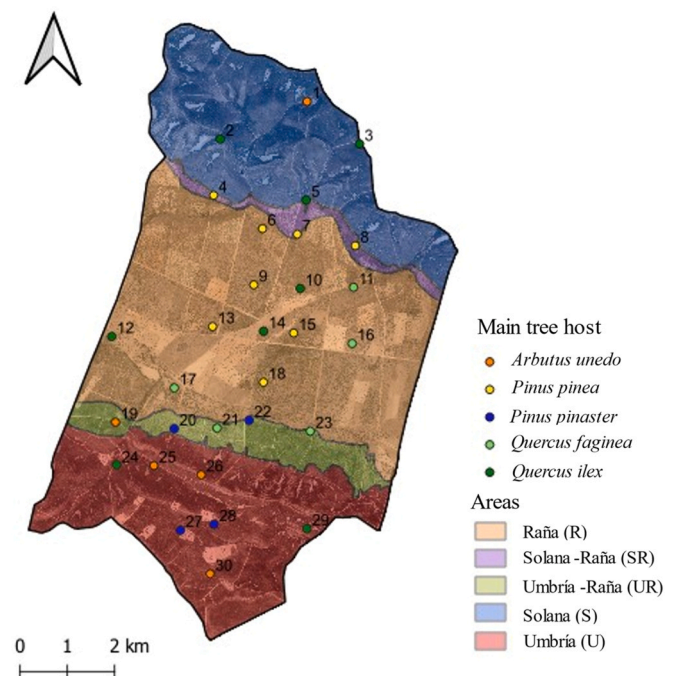 1
2
3
4
5
6
7
8
9
10
11
12
13
14
15
16
17
18
19
20
21
22
23
24
25
26
27
28
29
30
0 1 2 km
Main tree host
Arbutus unedo
Pinus pinea
Pinus pinaster
Quercus faginea
Quercus ilex
Areas
Raña (R)
Solana -Raña (SR)
Umbría -Raña (UR)
Solana (S)
Umbría (U)